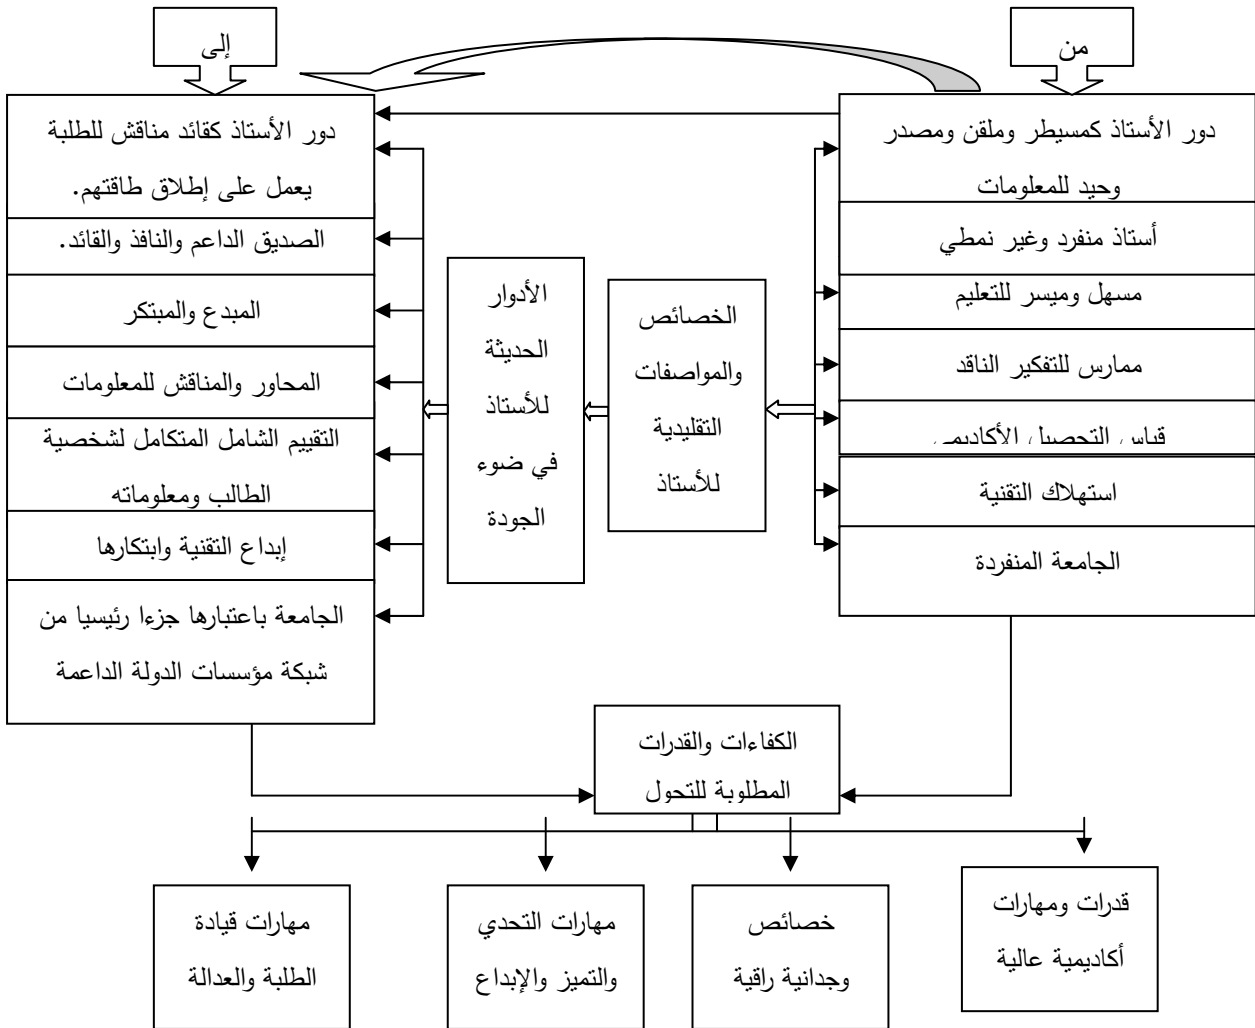 من
إلى
دور الأستاذ كمسيطر وملقن ومصدر
وحيد للمعلومات
أستاذ منفرد وغير نمطي
مسهل وميسر للتعليم
ممارس للتفكير الناقد
قياس التحصيل الأكاديمي
استهلاك التقنية
الجامعة المنفردة
الخصائص
والمواصفات
التقليدية
للأستاذ
الأدوار
الحديثة
للأستاذ
في ضوء
الجودة
دور الأستاذ كقائد مناقش للطلبة
يعمل على إطلاق طاقتهم.
الصديق الداعم والنافذ والقائد.
المبدع والمبتكر
المحاور والمناقش للمعلومات
التقييم الشامل المتكامل لشخصية
الطالب ومعلوماته
إبداع التقنية وابتكارها
الجامعة باعتبارها جزءا رئيسيا من
شبكة مؤسسات الدولة الداعمة
الكفاءات والقدرات
المطلوبة للتحول
قدرات ومهارات
أكاديمية عالية
خصائص
وجدانية راقية
مهارات التحدي
والتميز والإبداع
مهارات قيادة
الطلبة والعدالة